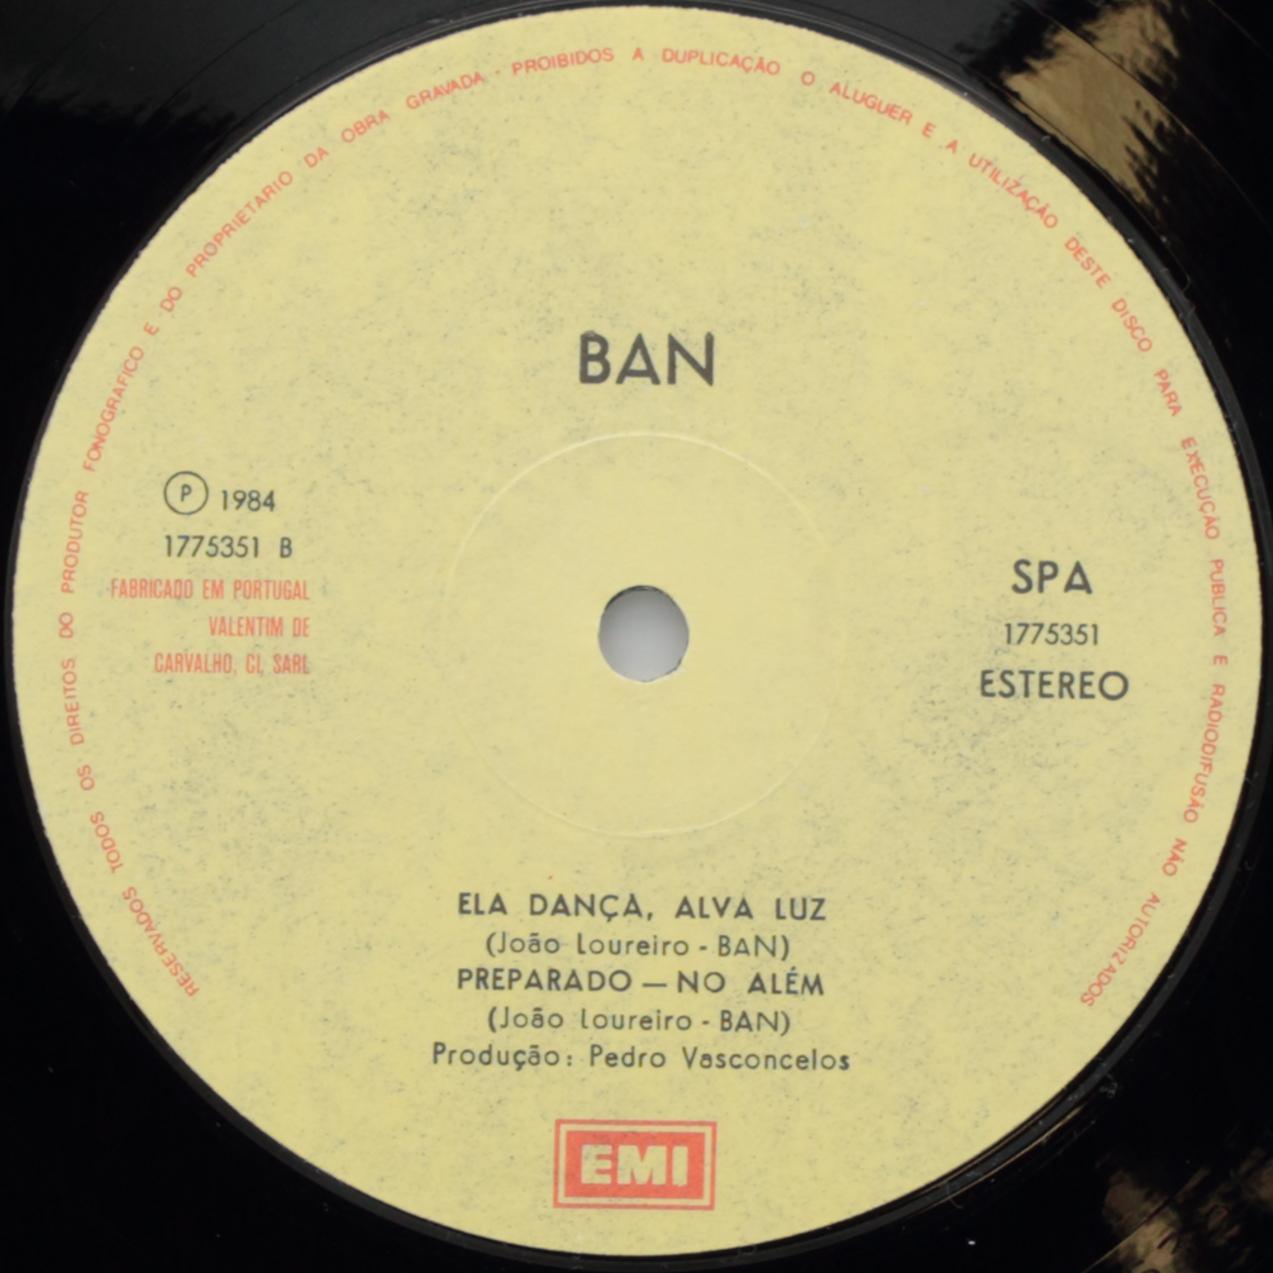 RESERVADOS TODOS OS DIREITOS DO PRODUTOR FONOGRAFICO E DO PROPRIETARIO DA OBRA GRAVADA - PROIBIDOS A DUPLICAÇÃO O ALUGUER E A UTILIZAÇÃO DESTE DISCO PARA EXECUÇÃO PUBLICA E RADIODIFUSÃO NÃO AUTORIZADOS
BAN
Ⓟ 1984
1775351 B
FABRICADO EM PORTUGAL
VALENTIM DE
CARVALHO, CI, SARL
SPA
1775351
ESTEREO
ELA DANÇA, ALVA LUZ
(João Loureiro - BAN)
PREPARADO — NO ALÉM
(João Loureiro - BAN)
Produção: Pedro Vasconcelos
EMI